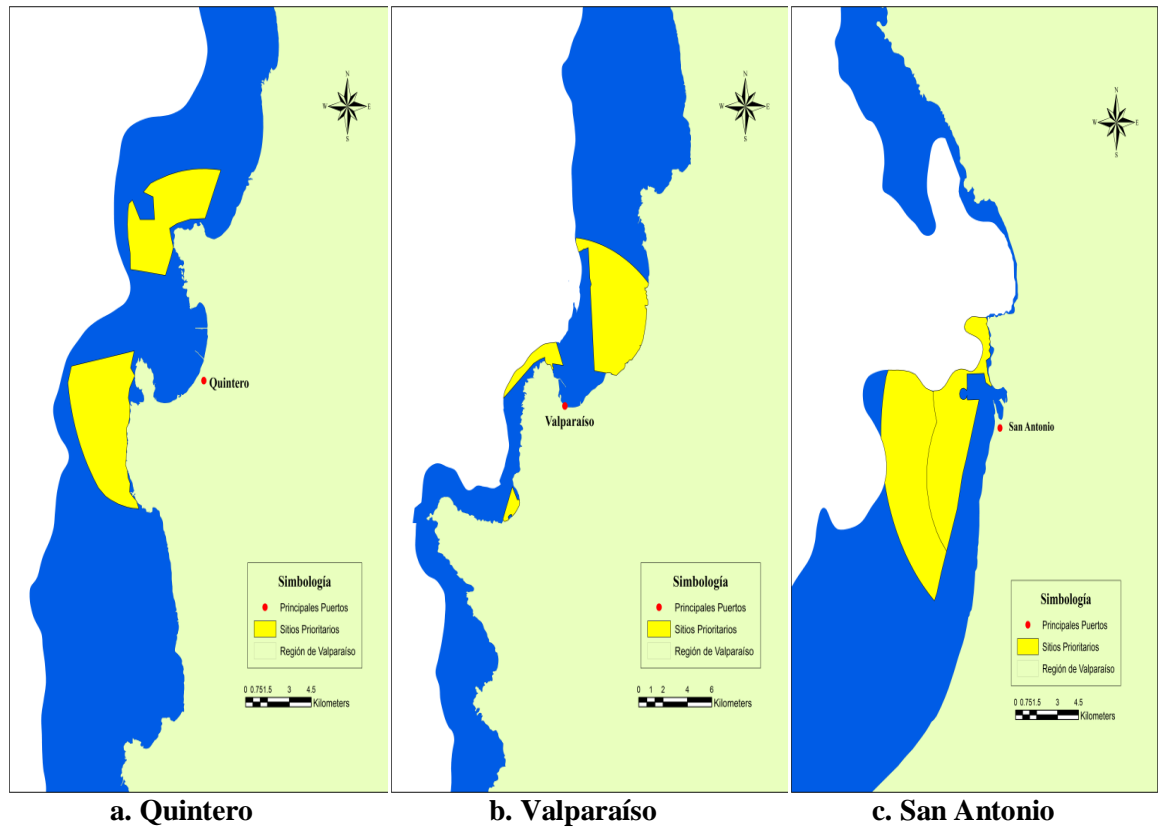 N
W
E
S
Quintero
Simbología
Principales Puertos
Sitios Prioritarios
Región de Valparaíso
0 0.75 1.5 3 4.5
Kilometers
a. Quintero
N
W
E
S
Valparaíso
Simbología
Principales Puertos
Sitios Prioritarios
Región de Valparaíso
0 1 2 4 6
Kilometers
b. Valparaíso
N
W
E
S
San Antonio
Simbología
Principales Puertos
Sitios Prioritarios
Región de Valparaíso
0 0.75 1.5 3 4.5
Kilometers
c. San Antonio